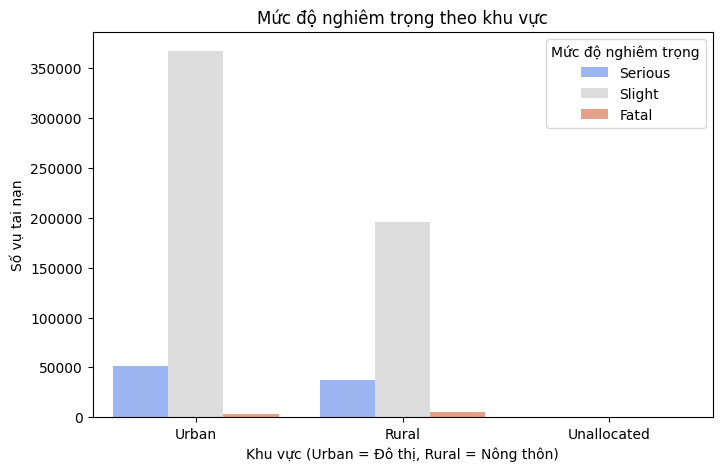 Mức độ nghiêm trọng theo khu vực
Mức độ nghiêm trọng
Serious
Slight
Fatal
Số vụ tai nạn
350000
300000
250000
200000
150000
100000
50000
0
Urban
Rural
Unallocated
Khu vực (Urban = Đô thị, Rural = Nông thôn)